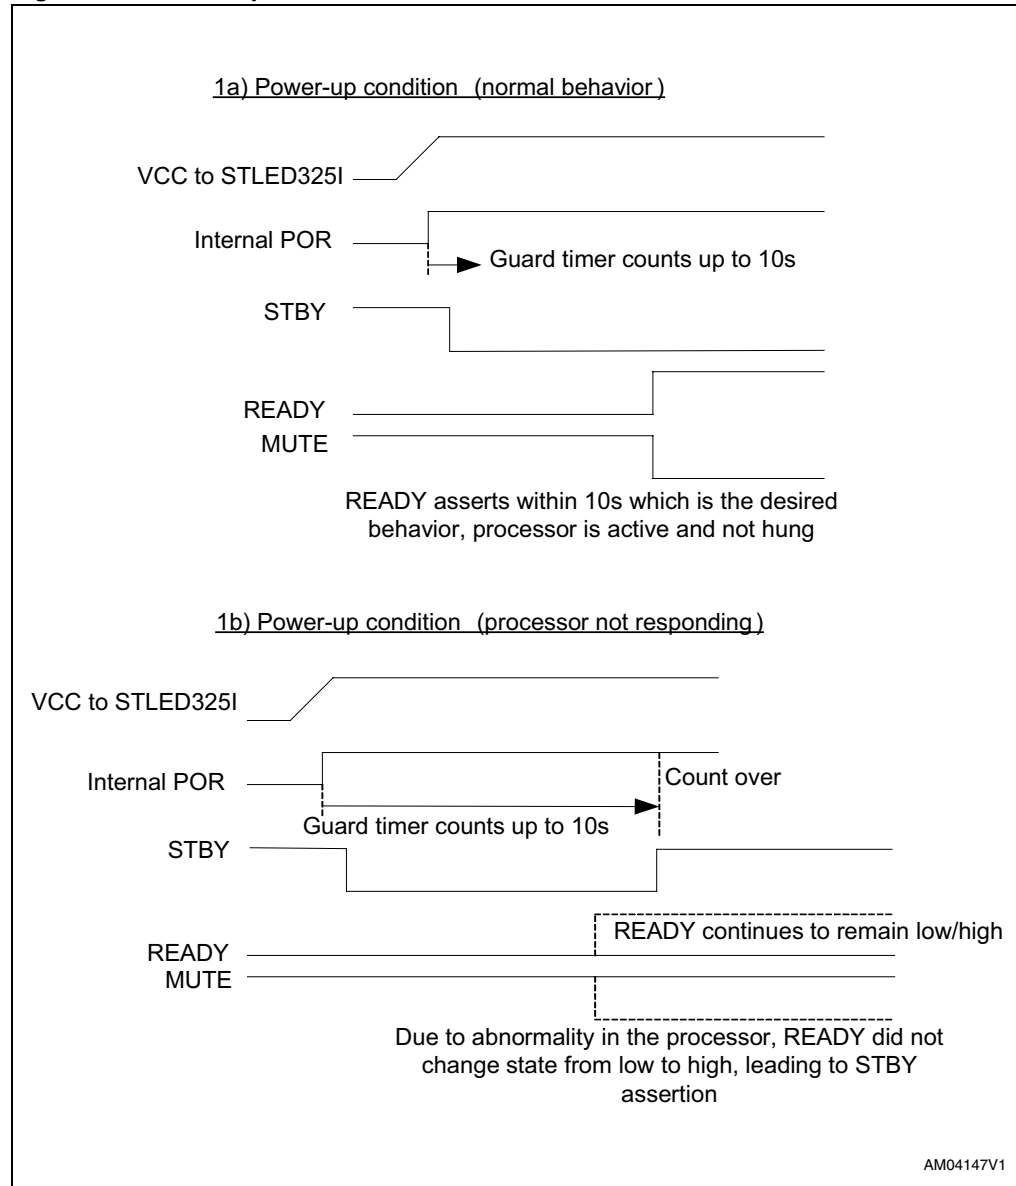 1a) Power-up condition (normal behavior)
VCC to STLED325I
Internal POR
Guard timer counts up to 10s
STBY
READY
MUTE
READY asserts within 10s which is the desired
behavior, processor is active and not hung
1b) Power-up condition (processor not responding)
VCC to STLED325I
Internal POR
Count over
Guard timer counts up to 10s
STBY
READY continues to remain low/high
READY
MUTE
Due to abnormality in the processor, READY did not
change state from low to high, leading to STBY
assertion
AM04147V1